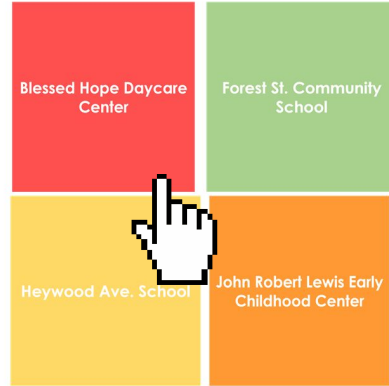 Blessed Hope Daycare
Center
Forest St. Community
School
Heywood Ave. School
John Robert Lewis Early
Childhood Center